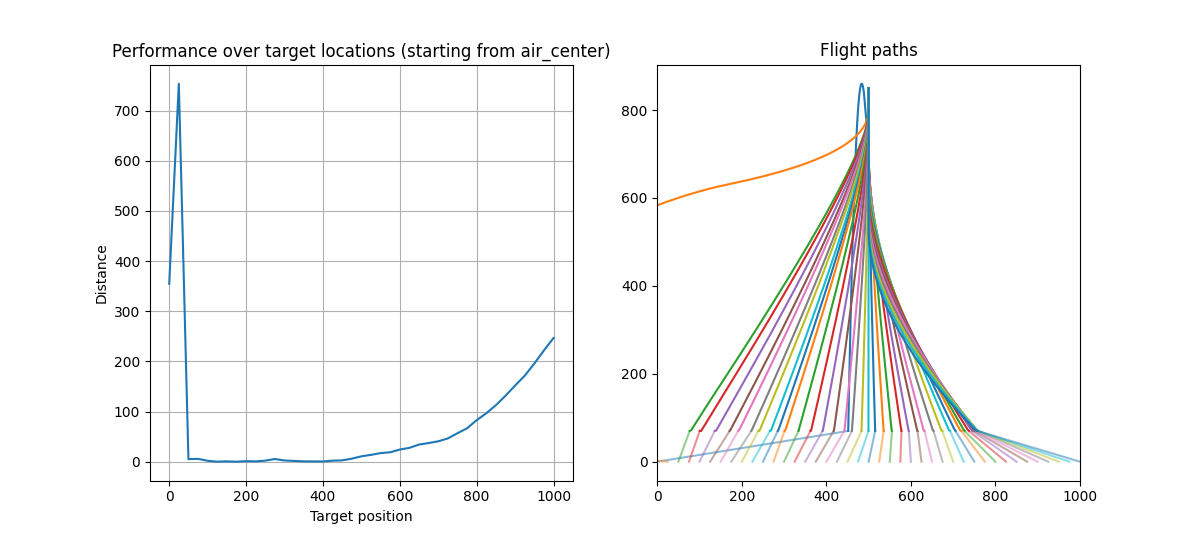 Performance over target locations (starting from air_center)
700
600
500
400
300
200
100
0
Distance
0 200 400 600 800 1000
Target position
Flight paths
800
600
400
200
0
0 200 400 600 800 1000